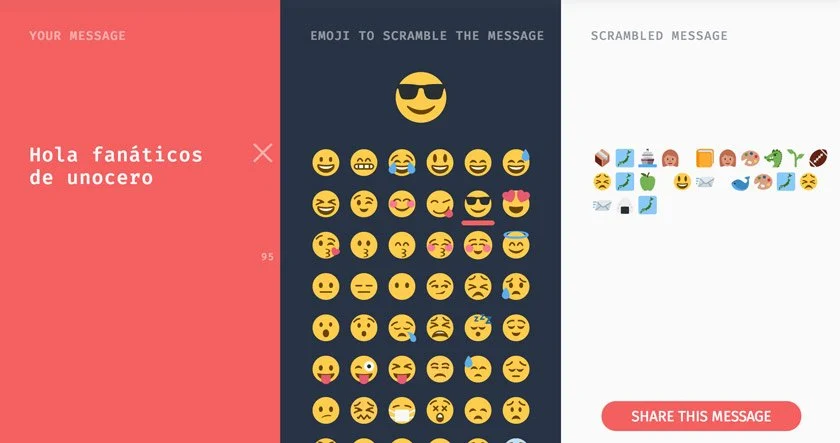 YOUR MESSAGE
EMOJI TO SCRAMBLE THE MESSAGE
SCRAMBLED MESSAGE
Hola fanáticos
de unocero
95
SHARE THIS MESSAGE